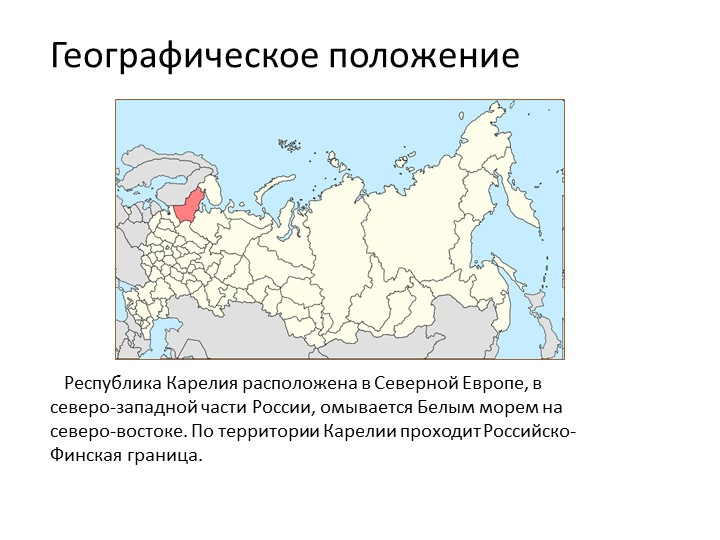 Географическое положение
Республика Карелия расположена в Северной Европе, в
северо-западной части России, омывается Белым морем на
северо-востоке. По территории Карелии проходит Российско-
Финская граница.